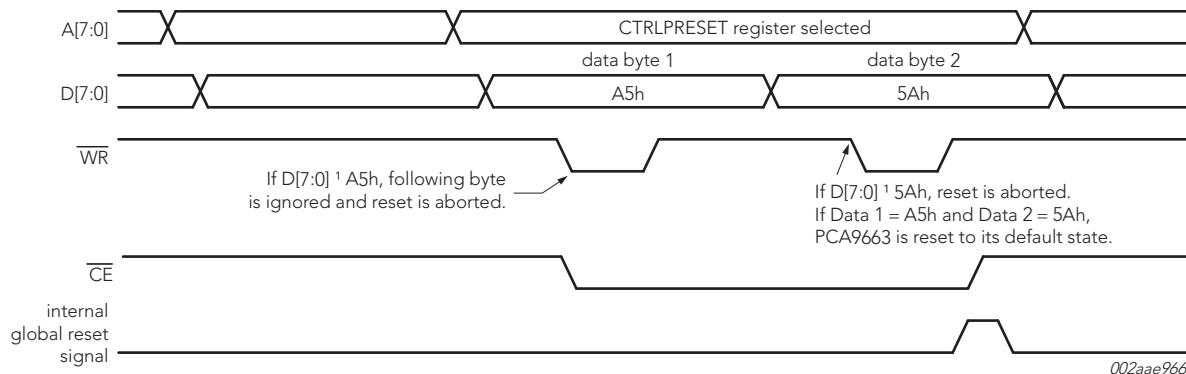 A[7:0]
CTRLPRESET register selected
data byte 1
data byte 2
D[7:0]
A5h
5Ah
WR
If D[7:0] ¹ A5h, following byte
is ignored and reset is aborted.
If D[7:0] ¹ 5Ah, reset is aborted.
If Data 1 = A5h and Data 2 = 5Ah,
PCA9663 is reset to its default state.
CE
internal
global reset
signal
002aae966